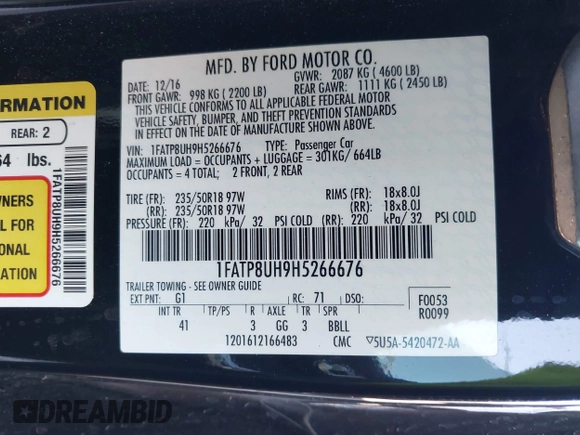 MFD. BY FORD MOTOR CO.
12/16 GVWR: 2087 KG ( 4600 LB)
FRONT GAWR: 998 KG ( 2200 LB) REAR GAWR: 1111 KG ( 2450 LB)
THIS VEHICLE CONFORMS TO ALL APPLICABLE FEDERAL MOTOR
VEHICLE SAFETY, BUMPER, AND THEFT PREVENTION STANDARDS IN
EFFECT ON THE DATE OF MANUFACTURE SHOWN ABOVE.
VIN: 1FATP8UH9H5266676 TYPE: Passenger Car
MAXIMUM LOAD = OCCUPANTS + LUGGAGE = 301KG/ 664LB
OCCUPANTS = 4 TOTAL; 2 FRONT, 2 REAR
TIRE (FR): 235/50R18 97W RIMS (FR): 18x8.0J
(RR): 235/50R18 97W (RR): 18x8.0J
PRESSURE (FR): 220 kPa/ 32 PSI COLD (RR): 220 kPa/ 32 PSI COLD
1FATP8UH9H5266676
TRAILER TOWING - SEE OWNER GUIDE
EXT PNT: G1 RC: 71 DSO: F0053
R0099
INT TR TP/PS R AXLE TR SPR
41 3 GG 3 BBLL
1201612166483 CMC 5U5A-5420472-AA
ORMATION
REAR: 2
64 lbs.
WNERS
L FOR
ONAL
ATION
1FATP8UH9H5266676
DREAMBID